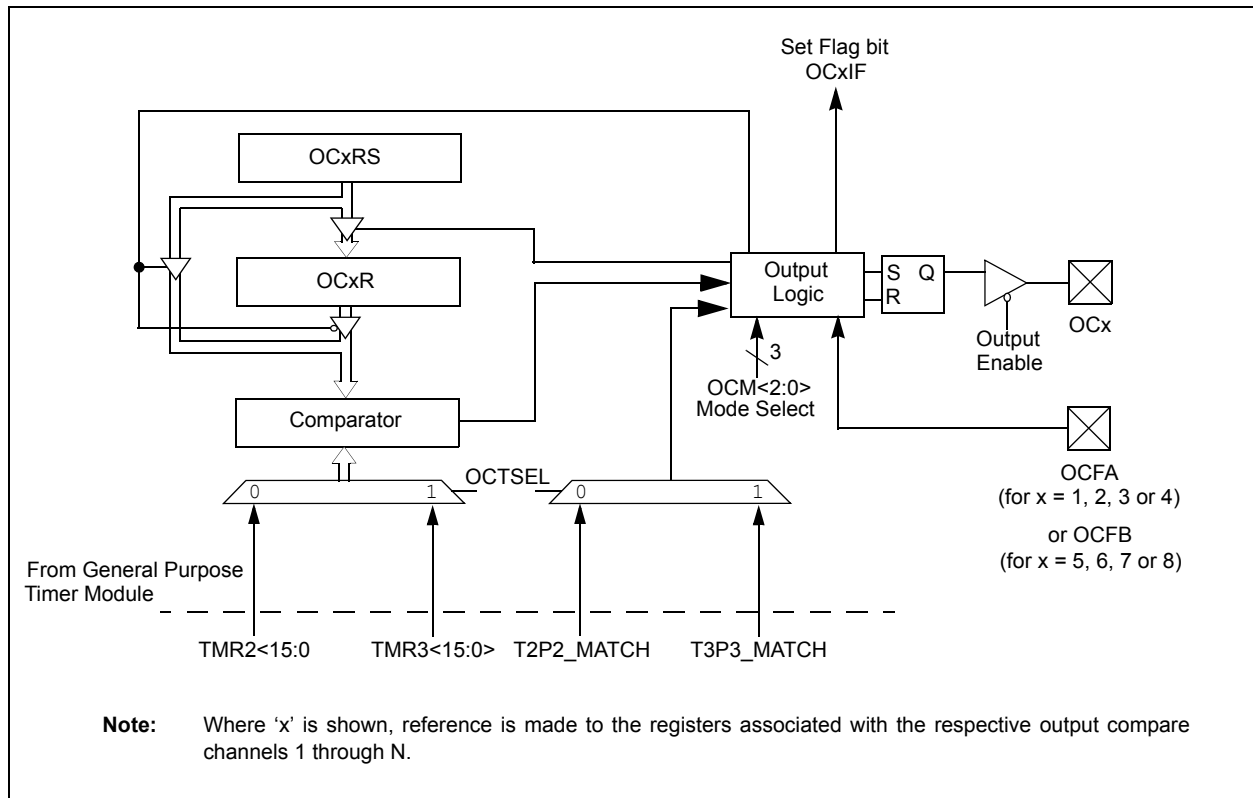 Set Flag bit
OCxIF
OCxRS
OCxR
Output
Logic
S Q
R
OCx
Output
Enable
3
OCM<2:0>
Mode Select
Comparator
OCTSEL
0 1
0 1
OCFA
(for x = 1, 2, 3 or 4)
or OCFB
(for x = 5, 6, 7 or 8)
From General Purpose
Timer Module
TMR2<15:0 TMR3<15:0> T2P2_MATCH T3P3_MATCH
Note: Where ‘x’ is shown, reference is made to the registers associated with the respective output compare
channels 1 through N.